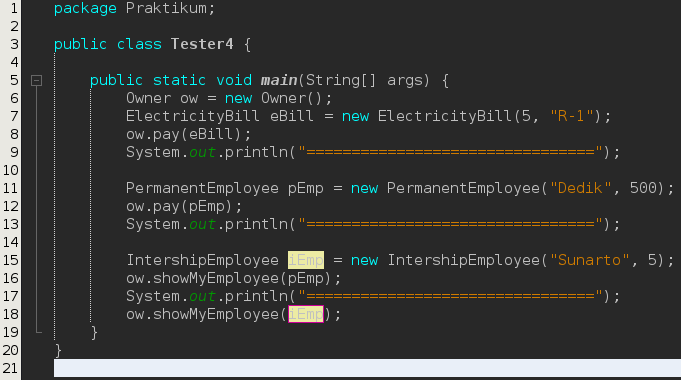 1 package Praktikum;
2
3 public class Tester4 {
4
5 public static void main(String[] args) {
6 Owner ow = new Owner();
7 ElectricityBill eBill = new ElectricityBill(5, "R-1");
8 ow.pay(eBill);
9 System.out.println("================================");
10
11 PermanentEmployee pEmp = new PermanentEmployee("Dedik", 500);
12 ow.pay(pEmp);
13 System.out.println("================================");
14
15 IntershipEmployee iEmp = new IntershipEmployee("Sunarto", 5);
16 ow.showMyEmployee(pEmp);
17 System.out.println("================================");
18 ow.showMyEmployee(iEmp);
19 }
20 }
21